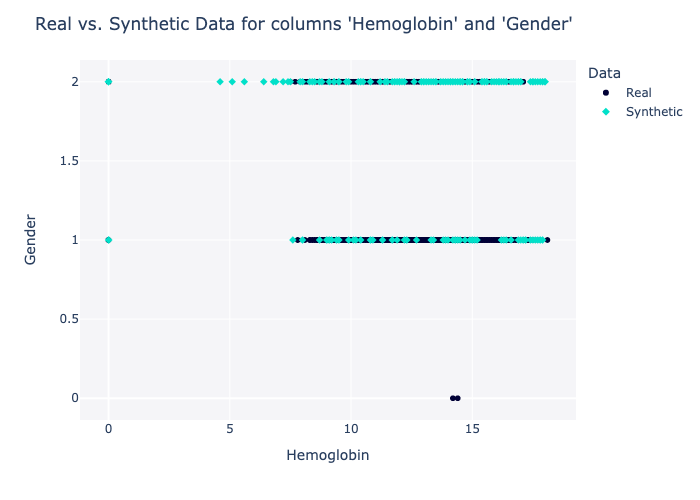 Real vs. Synthetic Data for columns 'Hemoglobin' and 'Gender'
Data
Real
Synthetic
2
1.5
1
0.5
0
Gender
0
5
10
15
Hemoglobin